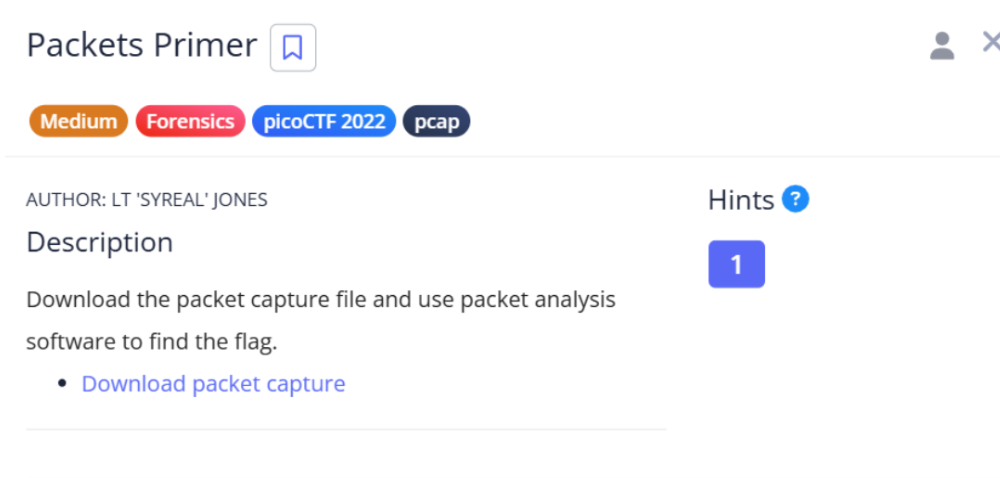 Packets Primer
Medium Forensics picoCTF 2022 pcap
AUTHOR: LT 'SYREAL' JONES
Description
Download the packet capture file and use packet analysis
software to find the flag.
• Download packet capture
Hints ?
1